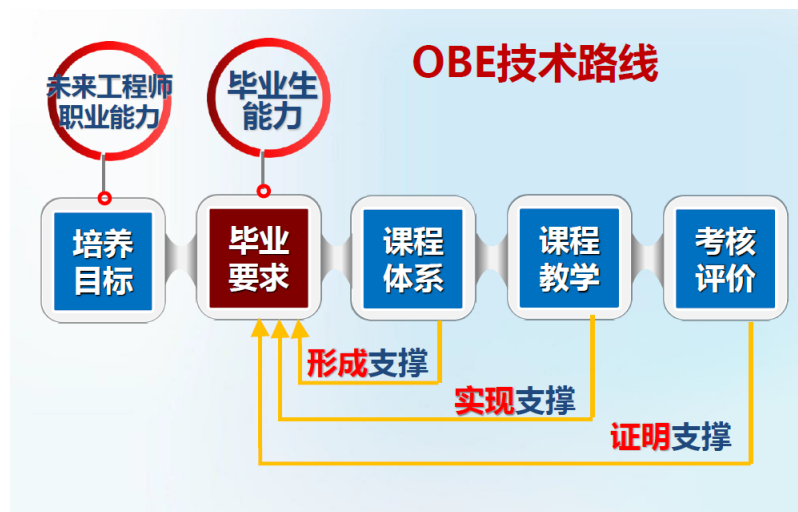 OBE技术路线
未来工程师
职业能力
毕业生
能力
培养
目标
毕业
要求
课程
体系
课程
教学
考核
评价
形成支撑
实现支撑
证明支撑